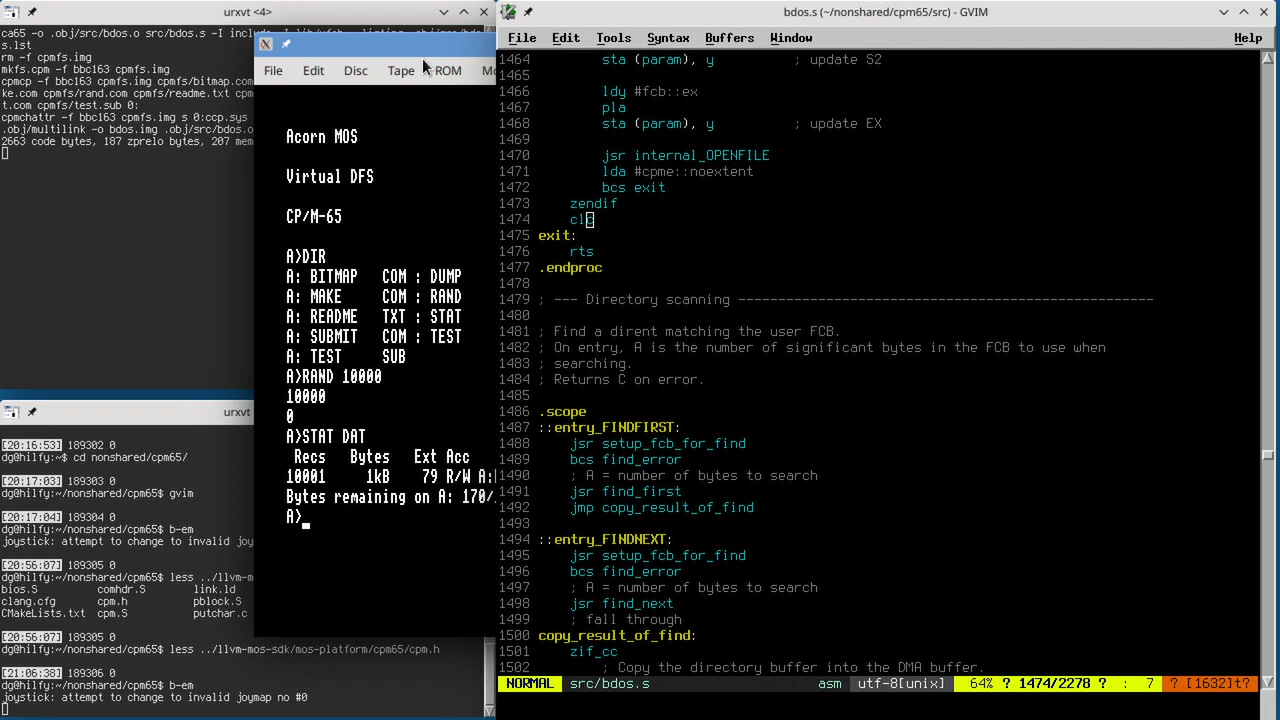 urxvt <4>
ca65 -o .obj/src/bdos.o src/bdos.s -I include
s.lst
rm -f cpmfs.img
mkfs.cpm -f bbc163 cpmfs.img
cpmcp -f bbc163 cpmfs.img cpmfs/bitmap.com
ke.com cpmfs/rand.com cpmfs/readme.txt
t.com cpmfs/test.sub 0:
cpmchattr -f bbc163 cpmfs.img s 0:ccp.sys
.obj/multilink -o bdos.img .obj/src/bdos.o
2663 code bytes, 187 zprelo bytes, 207
File Edit Disc Tape ROM
Acorn MOS
Virtual DFS
CP/M-65
A>DIR
A: BITMAP COM : DUMP
A: MAKE COM : RAND
A: README TXT : STAT
A: SUBMIT COM : TEST
A: TEST SUB
A>RAND 10000
10000
0
A>STAT DAT
Recs Bytes Ext Acc
10001 1kB 79 R/W A:
Bytes remaining on A: 170/
A>
urxvt
[20:16:53] 189302 0
dg@hilfy:~$ cd nonshared/cpm65/
[20:17:03] 189303 0
dg@hilfy:~/nonshared/cpm65$ gvim
[20:17:04] 189304 0
dg@hilfy:~/nonshared/cpm65$ b-em
joystick: attempt to change to invalid
[20:56:07] 189305 0
dg@hilfy:~/nonshared/cpm65$ less
bios.S comhdr.S link.ld
clang.cfg cpm.h pblock.S
CMakeLists.txt cpm.S putchar.c
[20:56:07] 189305 0
dg@hilfy:~/nonshared/cpm65$ less ../llvm-mos-sdk/mos-platform/cpm65/cpm.h
[21:06:38] 189305 0
dg@hilfy:~/nonshared/cpm65$ b-em
joystick: attempt to change to invalid joymap no #0
bdos.s (~/nonshared/cpm65/src) - GVIM
File Edit Tools Syntax Buffers Window Help
1464 sta (param), y ; update S2
1465
1466 ldy #fcb::ex
1467 pla
1468 sta (param), y ; update EX
1469
1470 jsr internal_OPENFILE
1471 lda #cpme::noextent
1472 bcs exit
1473 zendif
1474 clc
1475 exit:
1476 rts
1477 .endproc
1478
1479 ; --- Directory scanning ----------------------------------------------------
1480
1481 ; Find a dirent matching the user FCB.
1482 ; On entry, A is the number of significant bytes in the FCB to use when
1483 ; searching.
1484 ; Returns C on error.
1485
1486 .scope
1487 ::entry_FINDFIRST:
1488 jsr setup_fcb_for_find
1489 bcs find_error
1490 ; A = number of bytes to search
1491 jsr find_first
1492 jmp copy_result_of_find
1493
1494 ::entry_FINDNEXT:
1495 jsr setup_fcb_for_find
1496 bcs find_error
1497 ; A = number of bytes to search
1498 jsr find_next
1499 ; fall through
1500 copy_result_of_find:
1501 zif_cc
1502 ; Copy the directory buffer into the DMA buffer.
NORMAL src/bdos.s asm utf-8[unix] 64% ? 1474/2278 ? : 7 ? [1632]t?